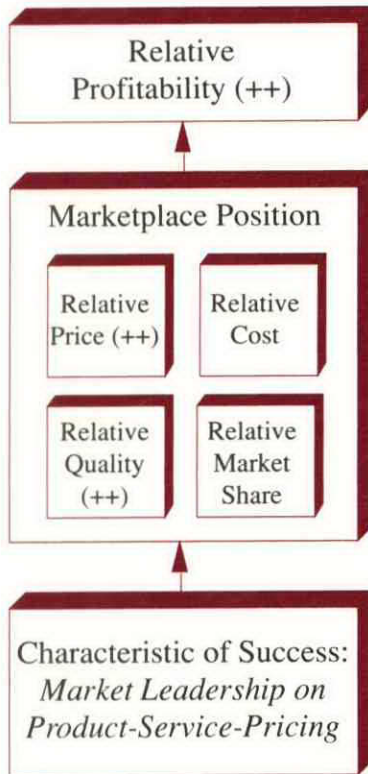 Relative
Profitability (++)
Marketplace Position
Relative
Price (++)
Relative
Cost
Relative
Quality
(++)
Relative
Market
Share
Characteristic of Success:
Market Leadership on
Product-Service-Pricing